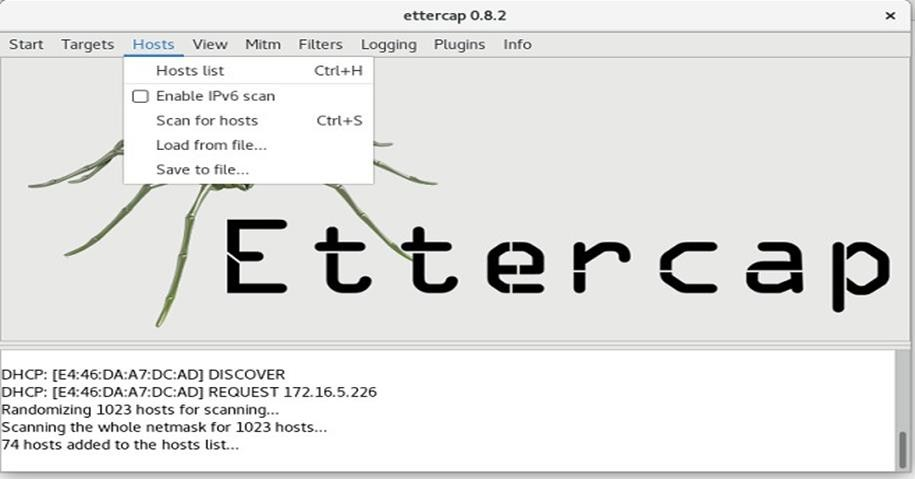 ettercap 0.8.2 ×
Start Targets Hosts View Mitm Filters Logging Plugins Info
Hosts list Ctrl+H
Enable IPv6 scan
Scan for hosts Ctrl+S
Load from file...
Save to file...
Ettercap
DHCP: [E4:46:DA:A7:DC:AD] DISCOVER
DHCP: [E4:46:DA:A7:DC:AD] REQUEST 172.16.5.226
Randomizing 1023 hosts for scanning...
Scanning the whole netmask for 1023 hosts...
74 hosts added to the hosts list...